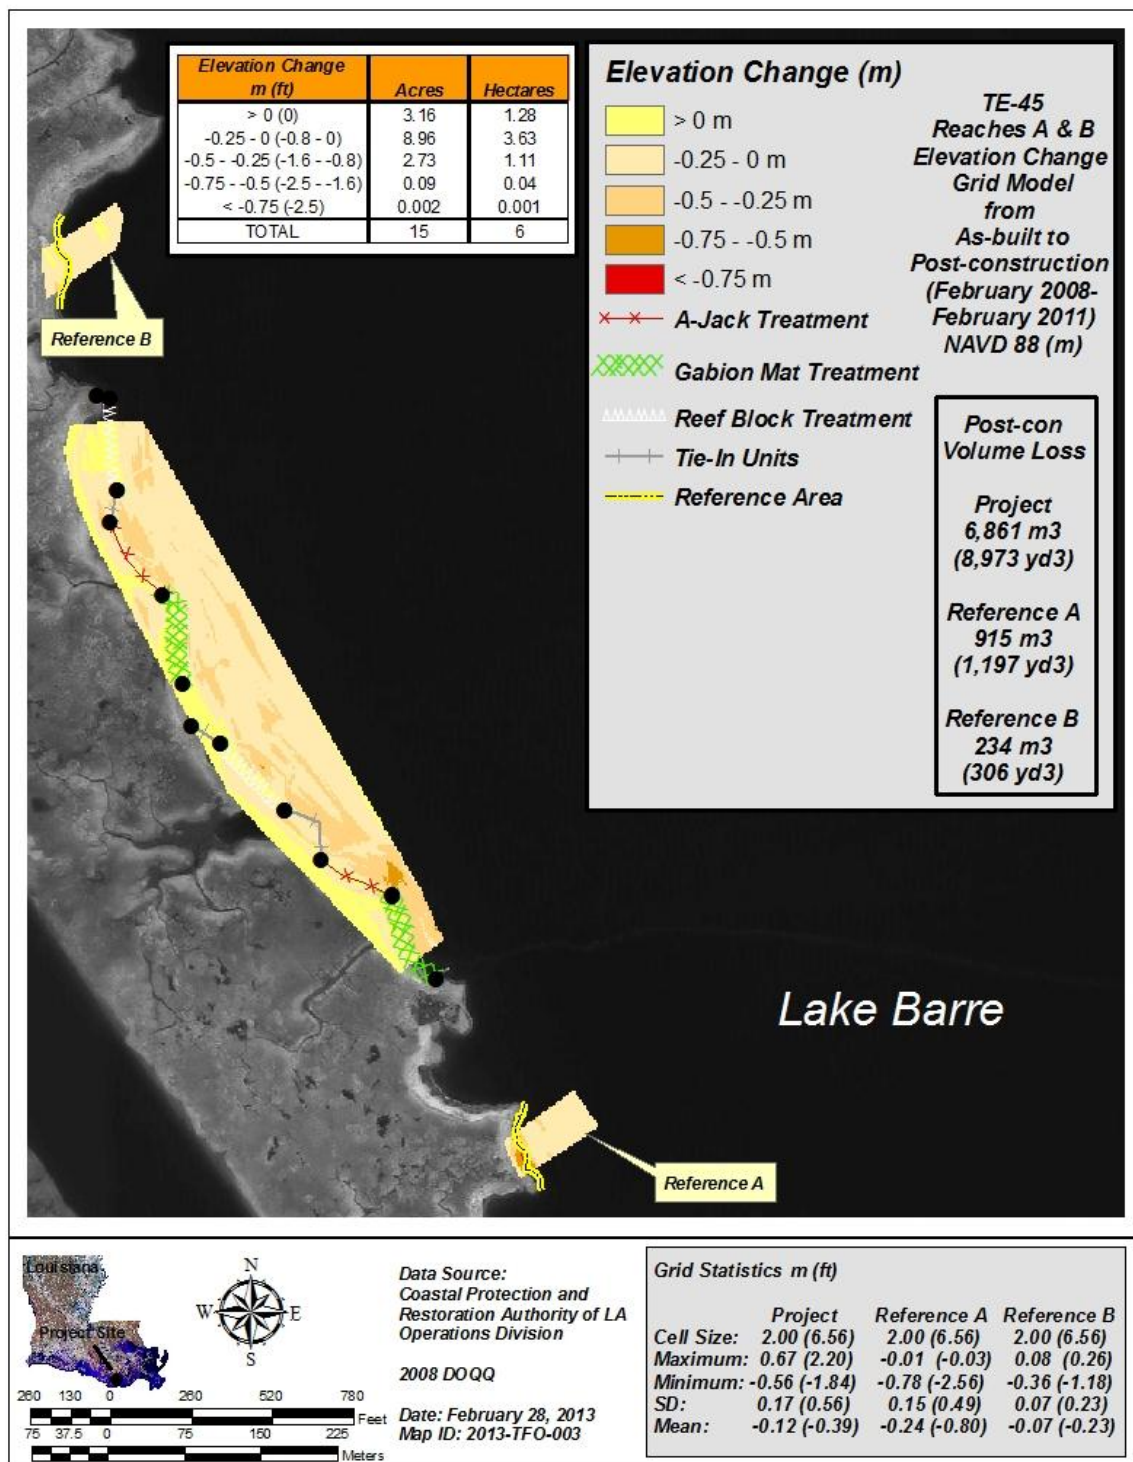 Elevation Change
m (ft) Acres Hectares
> 0 (0) 3.16 1.28
-0.25 - 0 (-0.8 - 0) 8.96 3.63
-0.5 - -0.25 (-1.6 - -0.8) 2.73 1.11
-0.75 - -0.5 (-2.5 - -1.6) 0.09 0.04
< -0.75 (-2.5) 0.002 0.001
TOTAL 15 6
Elevation Change (m)
> 0 m
-0.25 - 0 m
-0.5 - -0.25 m
-0.75 - -0.5 m
< -0.75 m
A-Jack Treatment
Gabion Mat Treatment
Reef Block Treatment
Tie-In Units
Reference Area
TE-45
Reaches A & B
Elevation Change
Grid Model
from
As-built to
Post-construction
(February 2008-
February 2011)
NAVD 88 (m)
Post-con
Volume Loss
Project
6,861 m3
(8,973 yd3)
Reference A
915 m3
(1,197 yd3)
Reference B
234 m3
(306 yd3)
Reference B
Lake Barre
Reference A
Louisiana
Project Site
N
W E
S
260 130 0 260 520 780
Feet
75 37.5 0 75 150 225
Meters
Data Source:
Coastal Protection and
Restoration Authority of LA
Operations Division
2008 DOQQ
Date: February 28, 2013
Map ID: 2013-TFO-003
Grid Statistics m (ft)
Project Reference A Reference B
Cell Size: 2.00 (6.56) 2.00 (6.56) 2.00 (6.56)
Maximum: 0.67 (2.20) -0.01 (-0.03) 0.08 (0.26)
Minimum: -0.56 (-1.84) -0.78 (-2.56) -0.36 (-1.18)
SD: 0.17 (0.56) 0.15 (0.49) 0.07 (0.23)
Mean: -0.12 (-0.39) -0.24 (-0.80) -0.07 (-0.23)